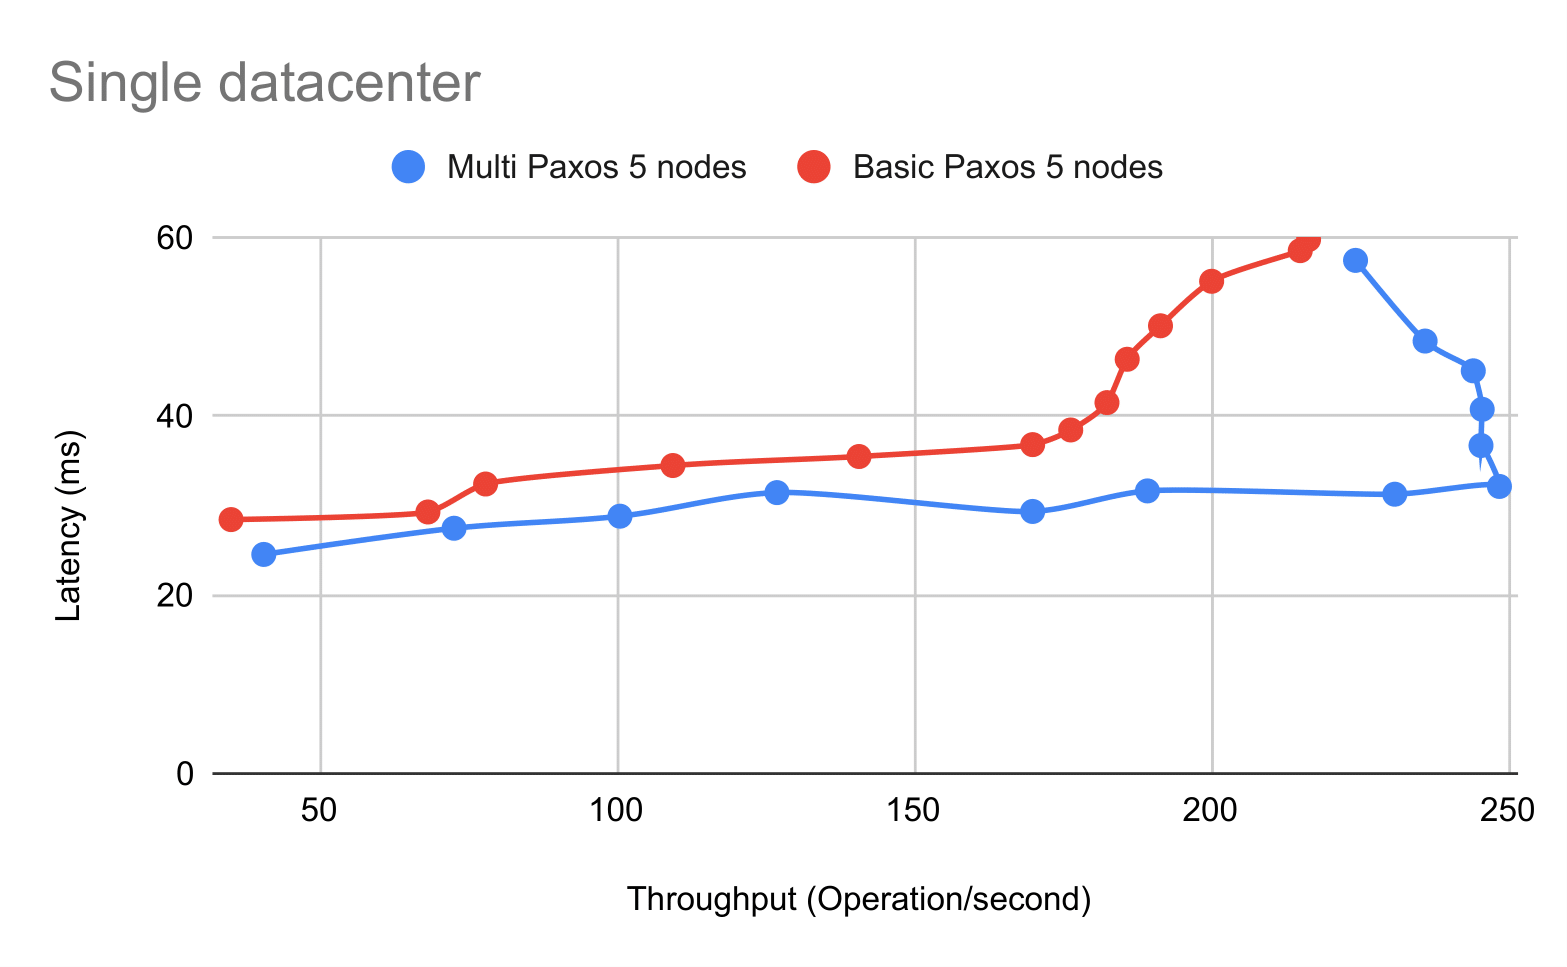 Single datacenter
Multi Paxos 5 nodes
Basic Paxos 5 nodes
60
40
20
0
Latency (ms)
50
100
150
200
250
Throughput (Operation/second)